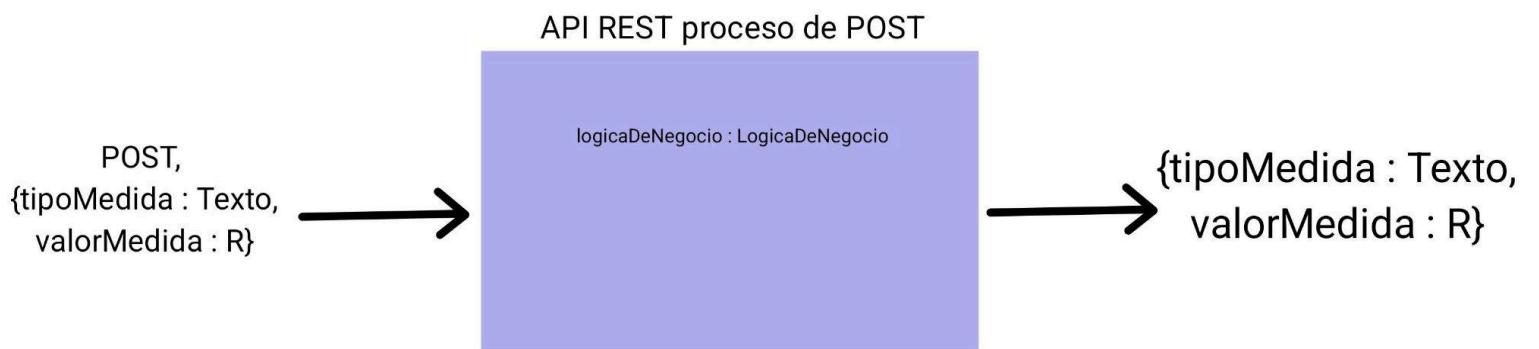 API REST proceso de POST
logicaDeNegocio : LogicaDeNegocio
POST,
{tipoMedida : Texto,
valorMedida : R}
{tipoMedida : Texto,
valorMedida : R}